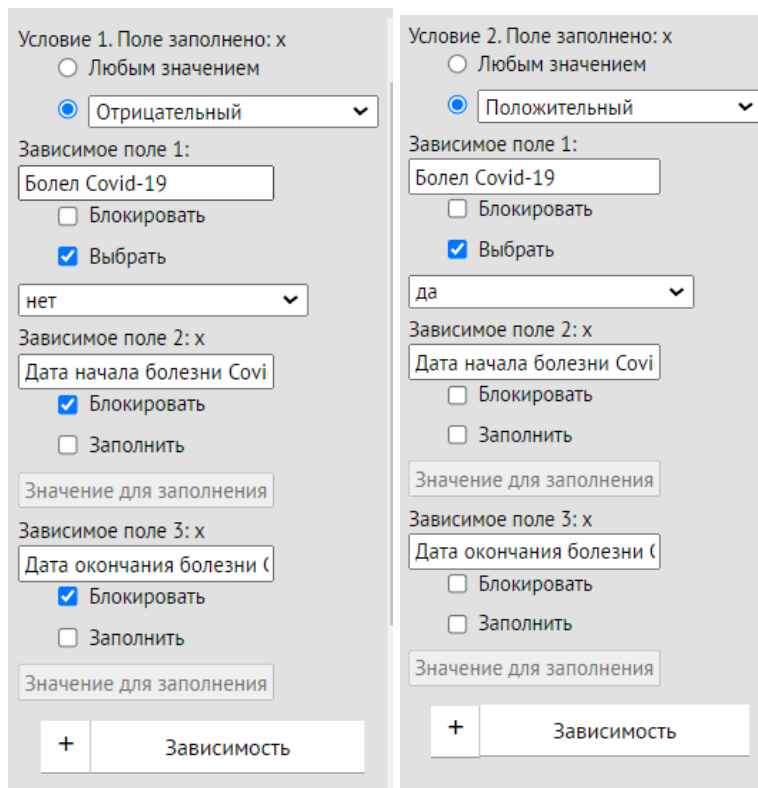 Условие 1. Поле заполнено: x
Любым значением
Отрицательный
Зависимое поле 1:
Болел Covid-19
Блокировать
Выбрать
нет
Зависимое поле 2: x
Дата начала болезни Covi
Блокировать
Заполнить
Значение для заполнения
Зависимое поле 3: x
Дата окончания болезни (
Блокировать
Заполнить
Значение для заполнения
+ Зависимость
Условие 2. Поле заполнено: x
Любым значением
Положительный
Зависимое поле 1:
Болел Covid-19
Блокировать
Выбрать
да
Зависимое поле 2: x
Дата начала болезни Covi
Блокировать
Заполнить
Значение для заполнения
Зависимое поле 3: x
Дата окончания болезни (
Блокировать
Заполнить
Значение для заполнения
+ Зависимость